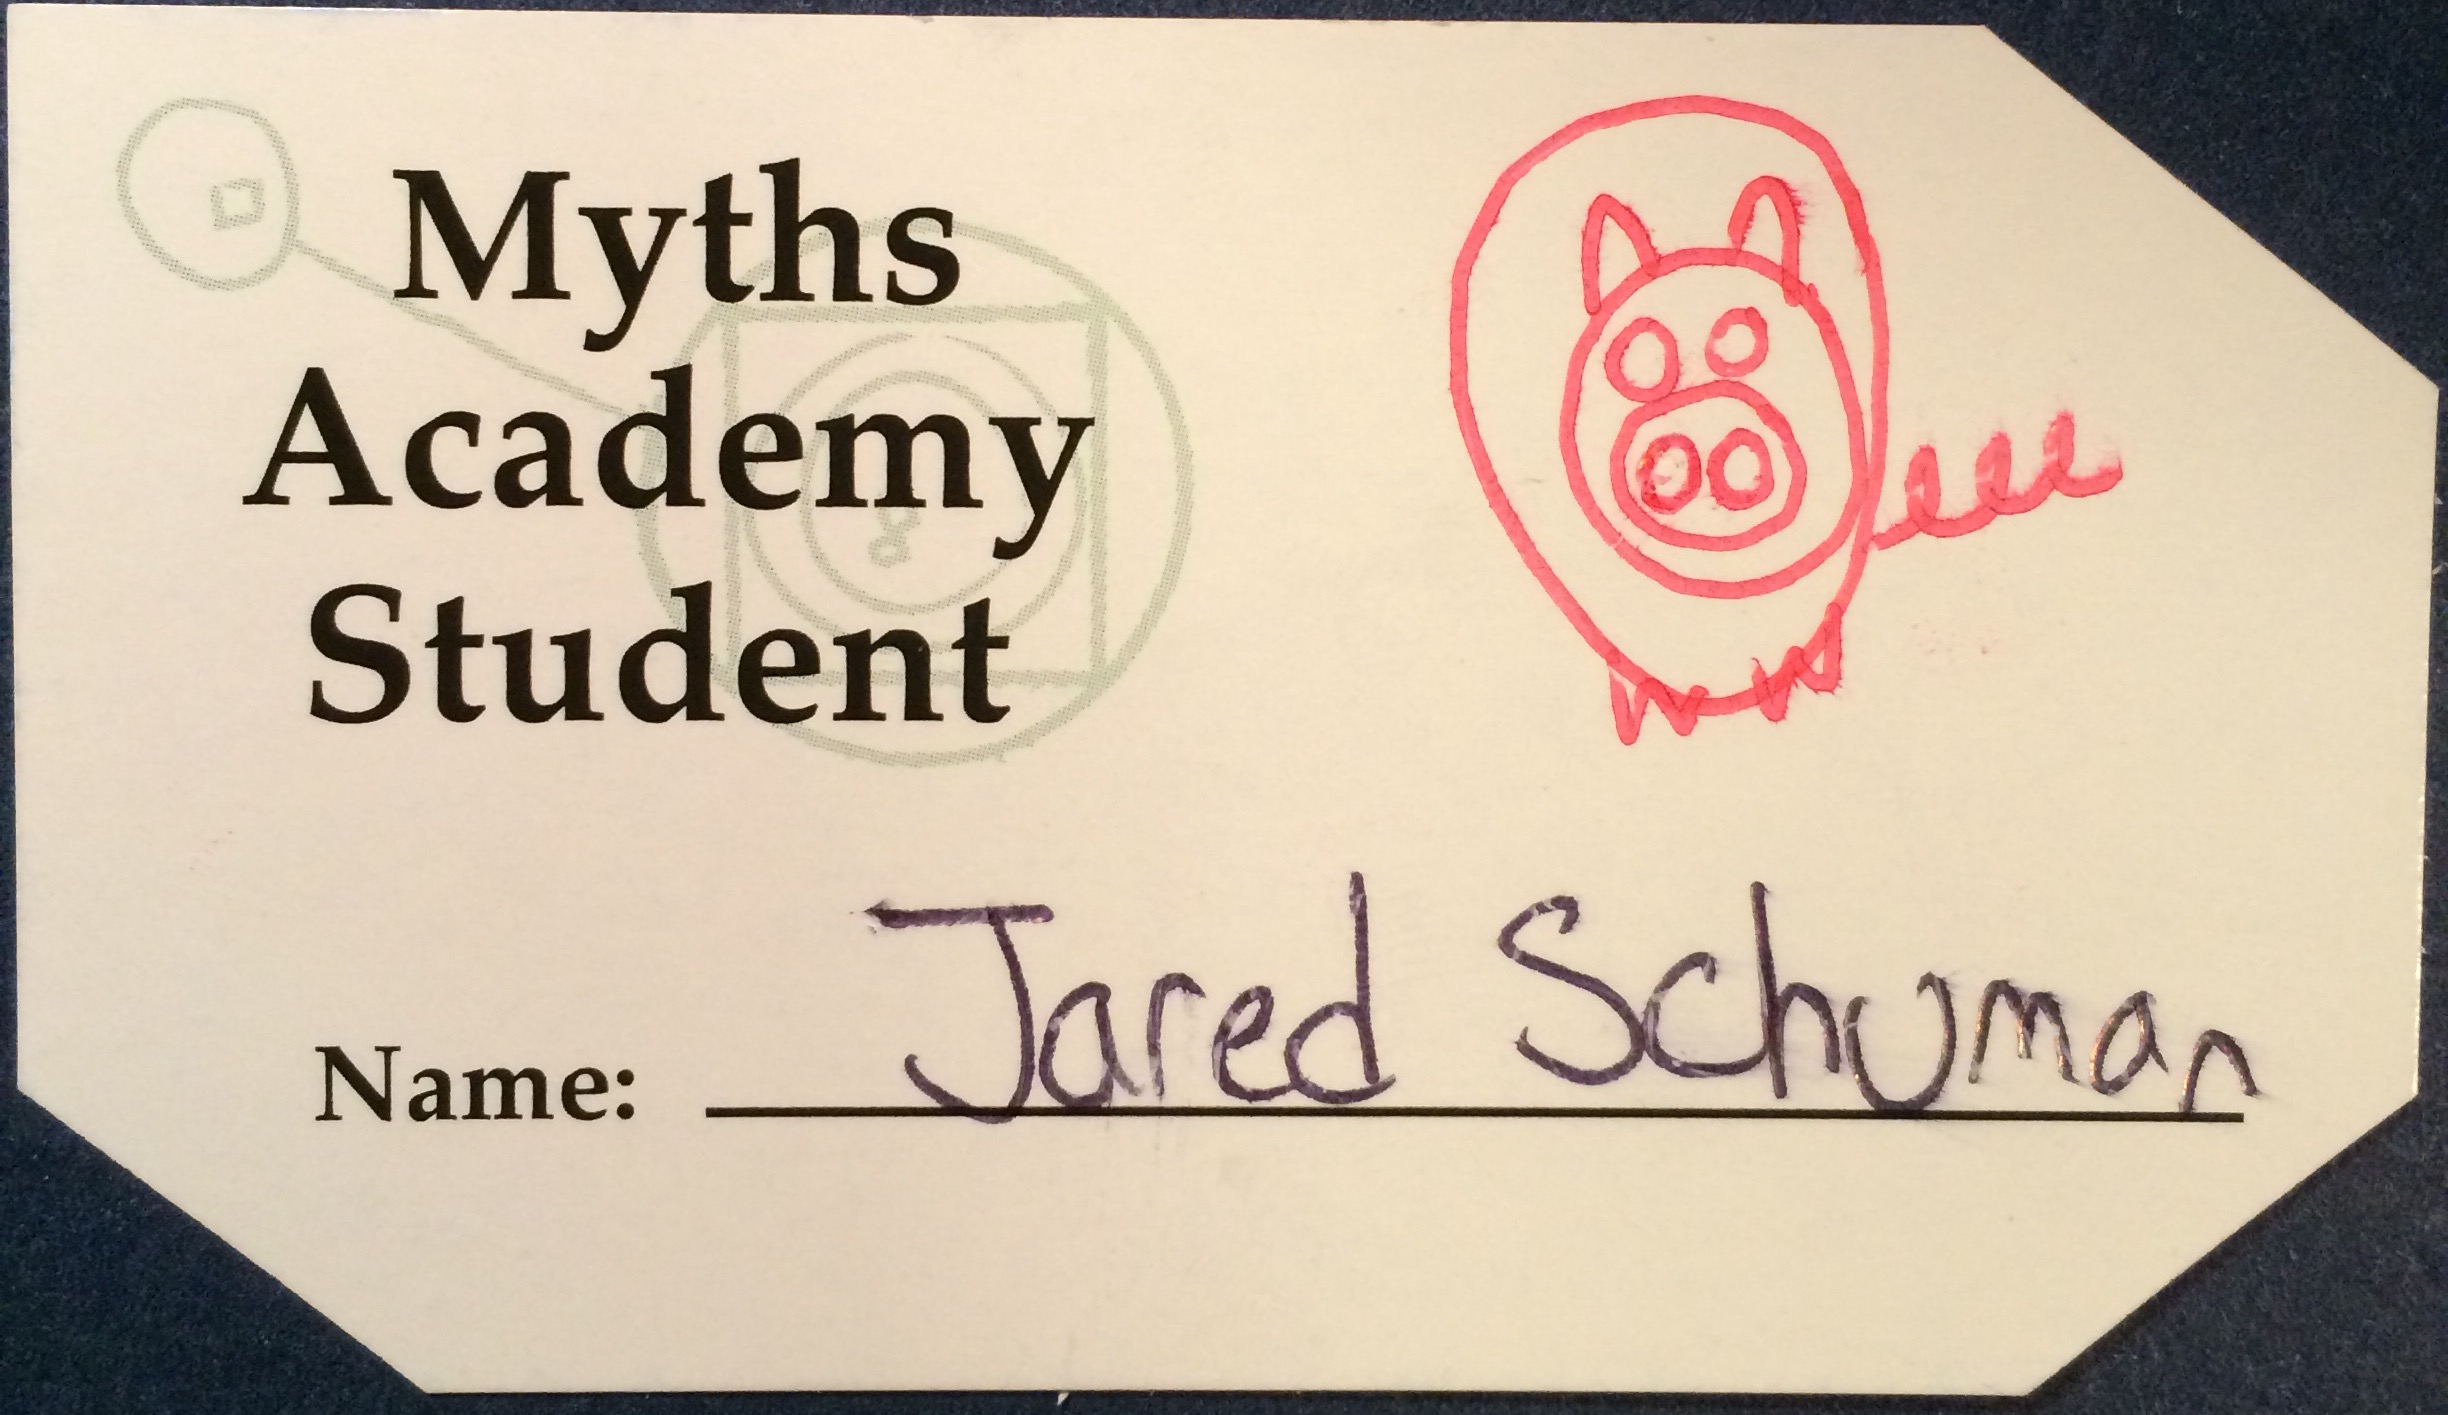 Myths
Academy
Student
Name: Jared Schuman